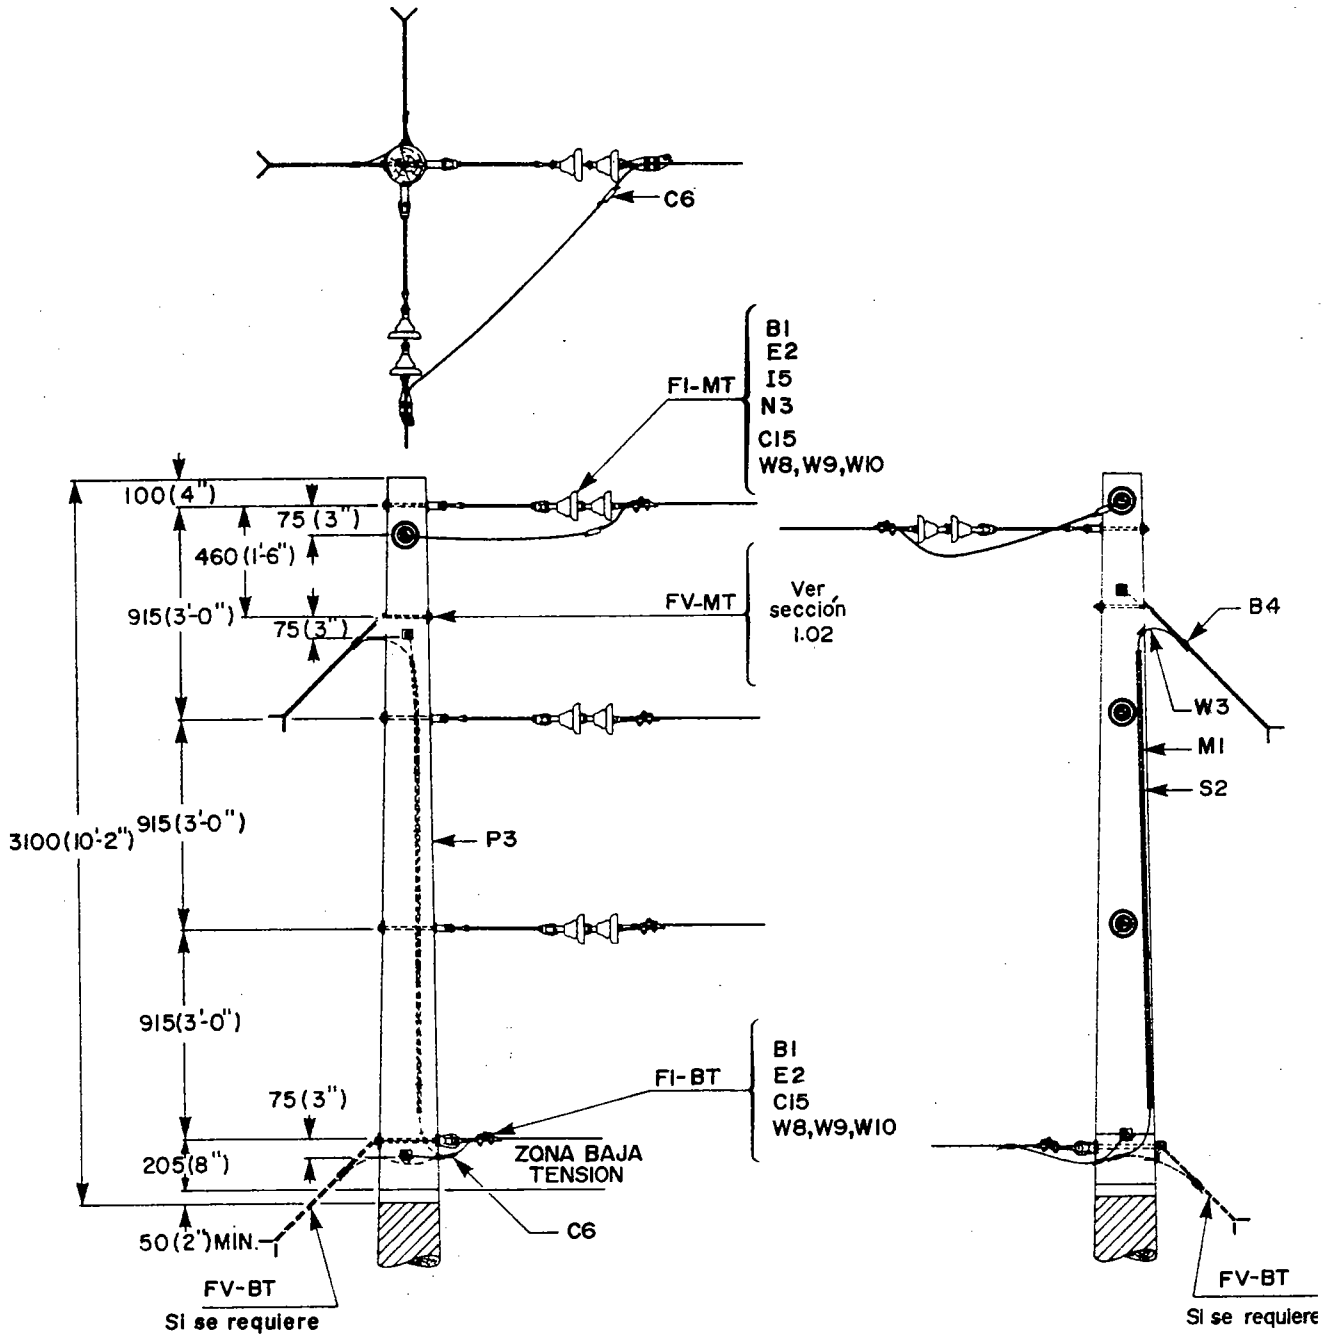 C6
FI-MT
B1
E2
I5
N3
C15
W8,W9,W10
100(4")
75(3")
460(1'-6")
915(3'-0")
75(3")
FV-MT
Ver
sección
1.02
B4
W3
M1
S2
915(3'-0")
3100(10'-2")
P3
915(3'-0")
75(3")
FI-BT
B1
E2
C15
W8,W9,W10
205(8")
ZONA BAJA
TENSION
50(2")MIN.
C6
FV-BT
Si se requiere
FV-BT
Si se requiere